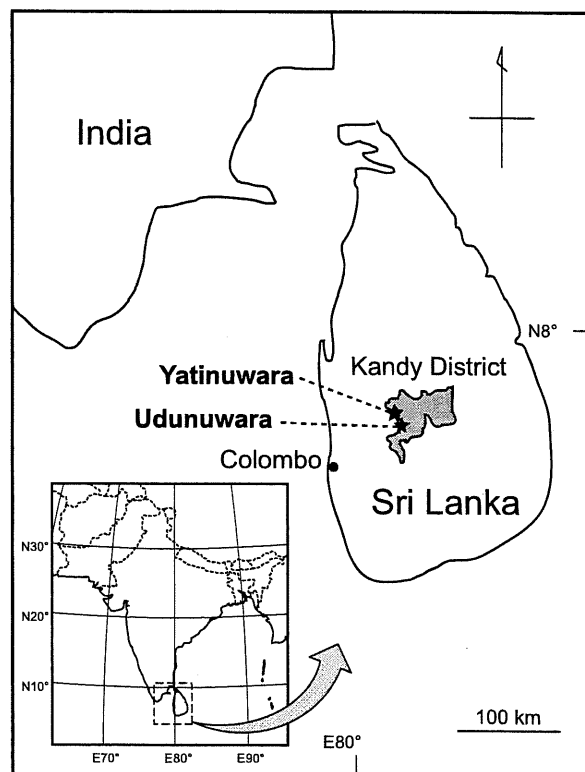 India
N8°
Kandy District
Yatinuwara
Udunuwara
Colombo
Sri Lanka
N30°
N20°
N10°
E70°
E80°
E90°
E80°
100 km